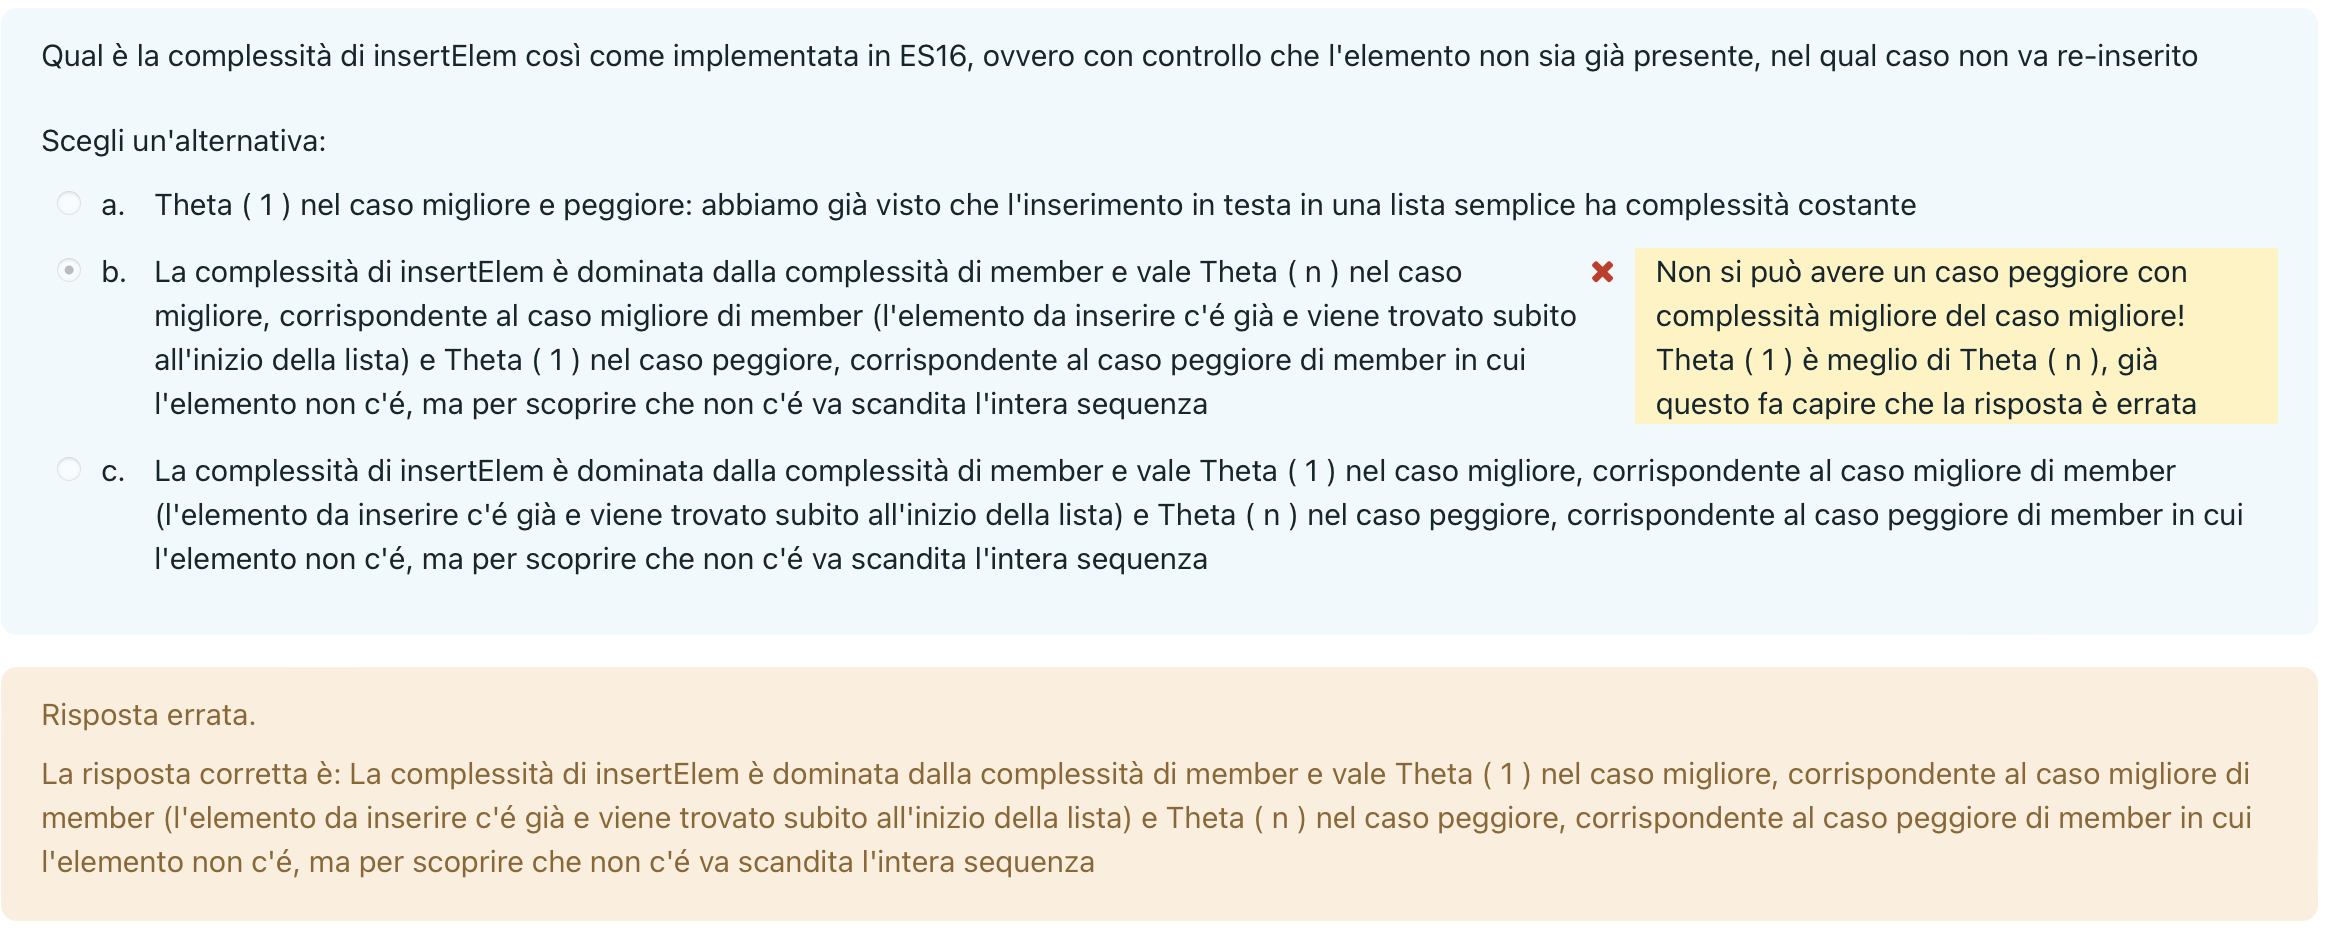 Qual è la complessità di insertElem così come implementata in ES16, ovvero con controllo che l'elemento non sia già presente, nel qual caso non va re-inserito
Scegli un'alternativa:
a. Theta ( 1 ) nel caso migliore e peggiore: abbiamo già visto che l'inserimento in testa in una lista semplice ha complessità costante
b. La complessità di insertElem è dominata dalla complessità di member e vale Theta ( n ) nel caso
migliore, corrispondente al caso migliore di member (l'elemento da inserire c'é già e viene trovato subito
all'inizio della lista) e Theta ( 1 ) nel caso peggiore, corrispondente al caso peggiore di member in cui
l'elemento non c'é, ma per scoprire che non c'é va scandita l'intera sequenza
Non si può avere un caso peggiore con
complessità migliore del caso migliore!
Theta ( 1 ) è meglio di Theta ( n ), già
questo fa capire che la risposta è errata
c. La complessità di insertElem è dominata dalla complessità di member e vale Theta ( 1 ) nel caso migliore, corrispondente al caso migliore di member
(l'elemento da inserire c'é già e viene trovato subito all'inizio della lista) e Theta ( n ) nel caso peggiore, corrispondente al caso peggiore di member in cui
l'elemento non c'é, ma per scoprire che non c'é va scandita l'intera sequenza
Risposta errata.
La risposta corretta è: La complessità di insertElem è dominata dalla complessità di member e vale Theta ( 1 ) nel caso migliore, corrispondente al caso migliore di
member (l'elemento da inserire c'é già e viene trovato subito all'inizio della lista) e Theta ( n ) nel caso peggiore, corrispondente al caso peggiore di member in cui
l'elemento non c'é, ma per scoprire che non c'é va scandita l'intera sequenza